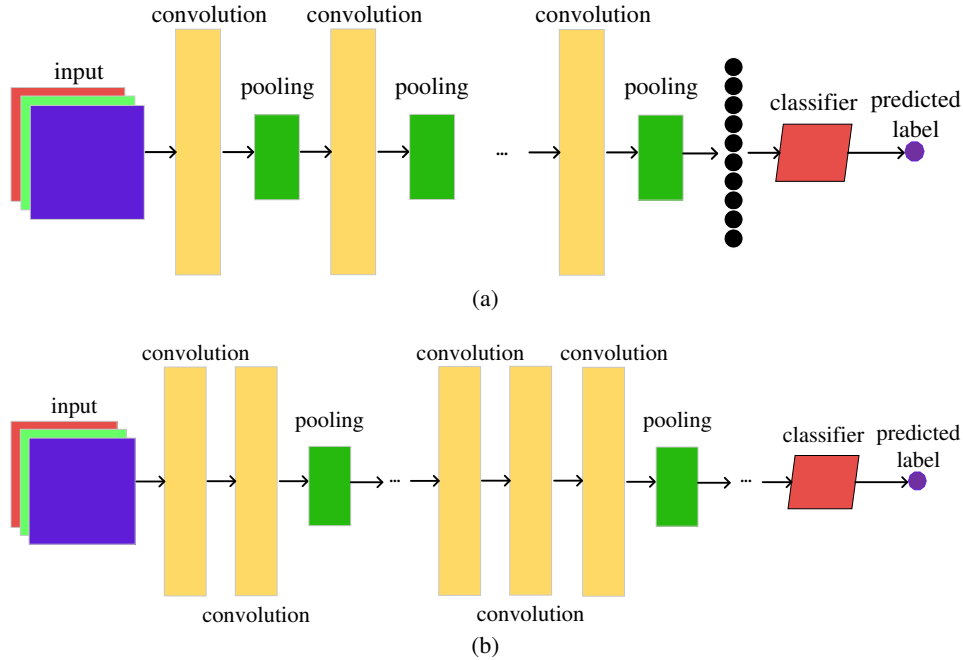 convolution
convolution
convolution
input
pooling
pooling
pooling
classifier
predicted
label
...
(a)
convolution
convolution
convolution
input
pooling
pooling
classifier
predicted
label
...
...
convolution
convolution
(b)